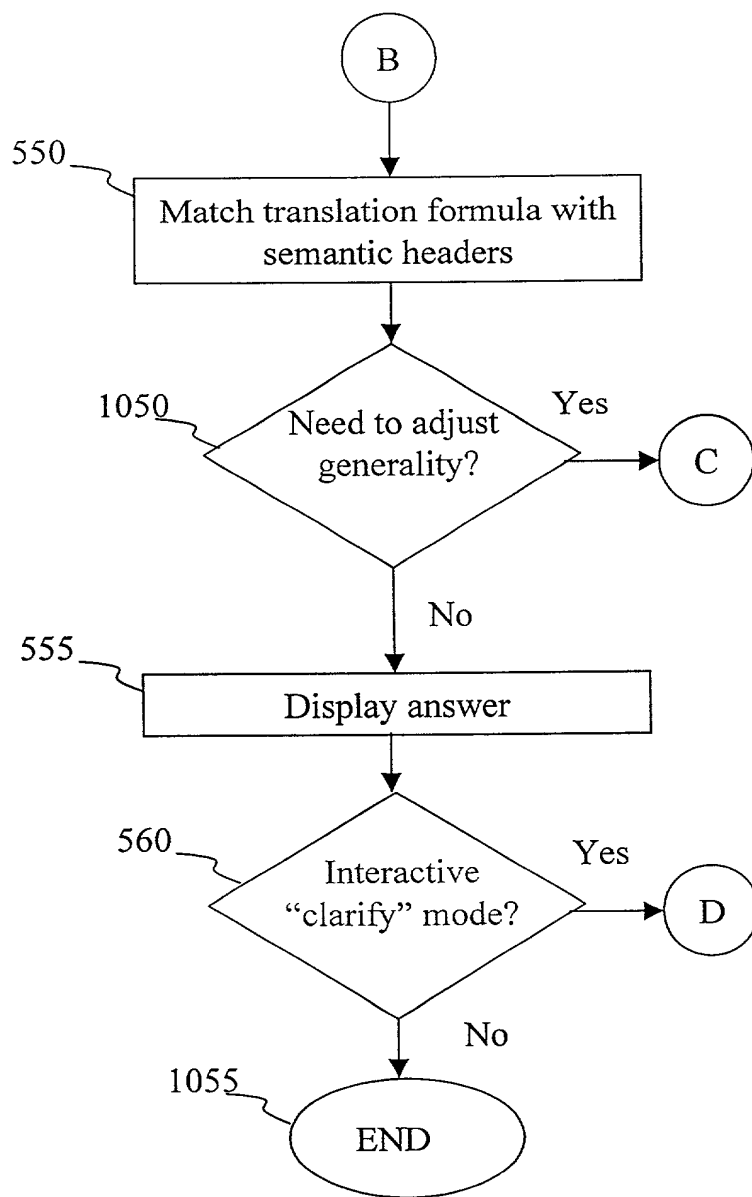 B
550
Match translation formula with
semantic headers
1050
Need to adjust
generality?
Yes
C
No
555
Display answer
560
Interactive
“clarify” mode?
Yes
D
No
1055
END